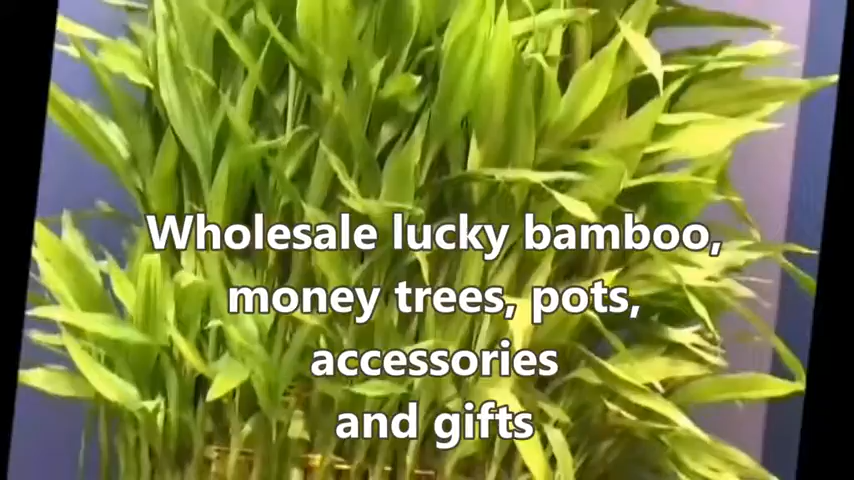 Wholesale lucky bamboo,
money trees, pots,
accessories
and gifts